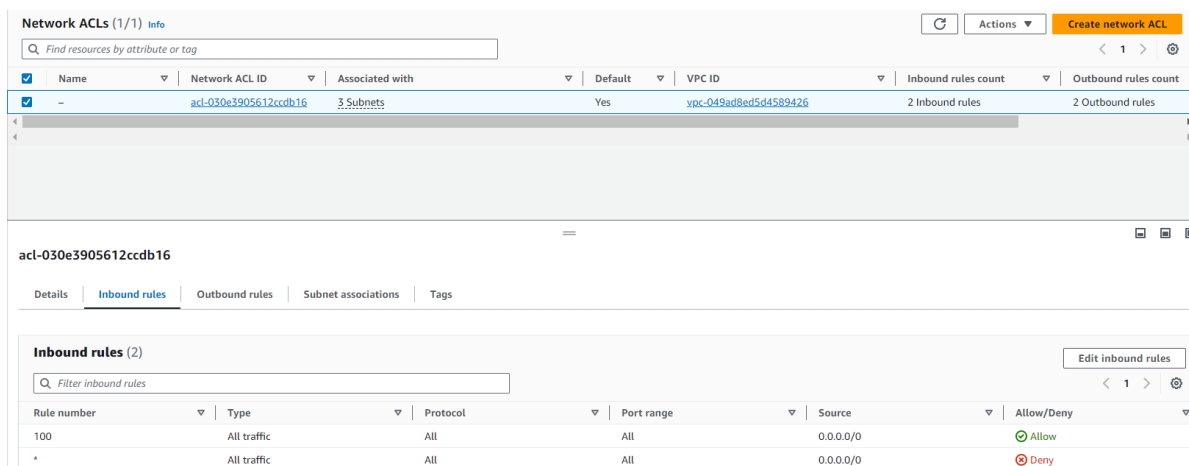 Network ACLs (1/1) Info
Actions
Create network ACL
Find resources by attribute or tag
1
Name Network ACL ID Associated with Default VPC ID Inbound rules count Outbound rules count
– acl-030e3905612ccdb16 3 Subnets Yes vpc-049ad8ed5d4589426 2 Inbound rules 2 Outbound rules
acl-030e3905612ccdb16
Details Inbound rules Outbound rules Subnet associations Tags
Inbound rules (2)
Edit inbound rules
Filter inbound rules
1
Rule number Type Protocol Port range Source Allow/Deny
100 All traffic All All 0.0.0.0/0 Allow
* All traffic All All 0.0.0.0/0 Deny